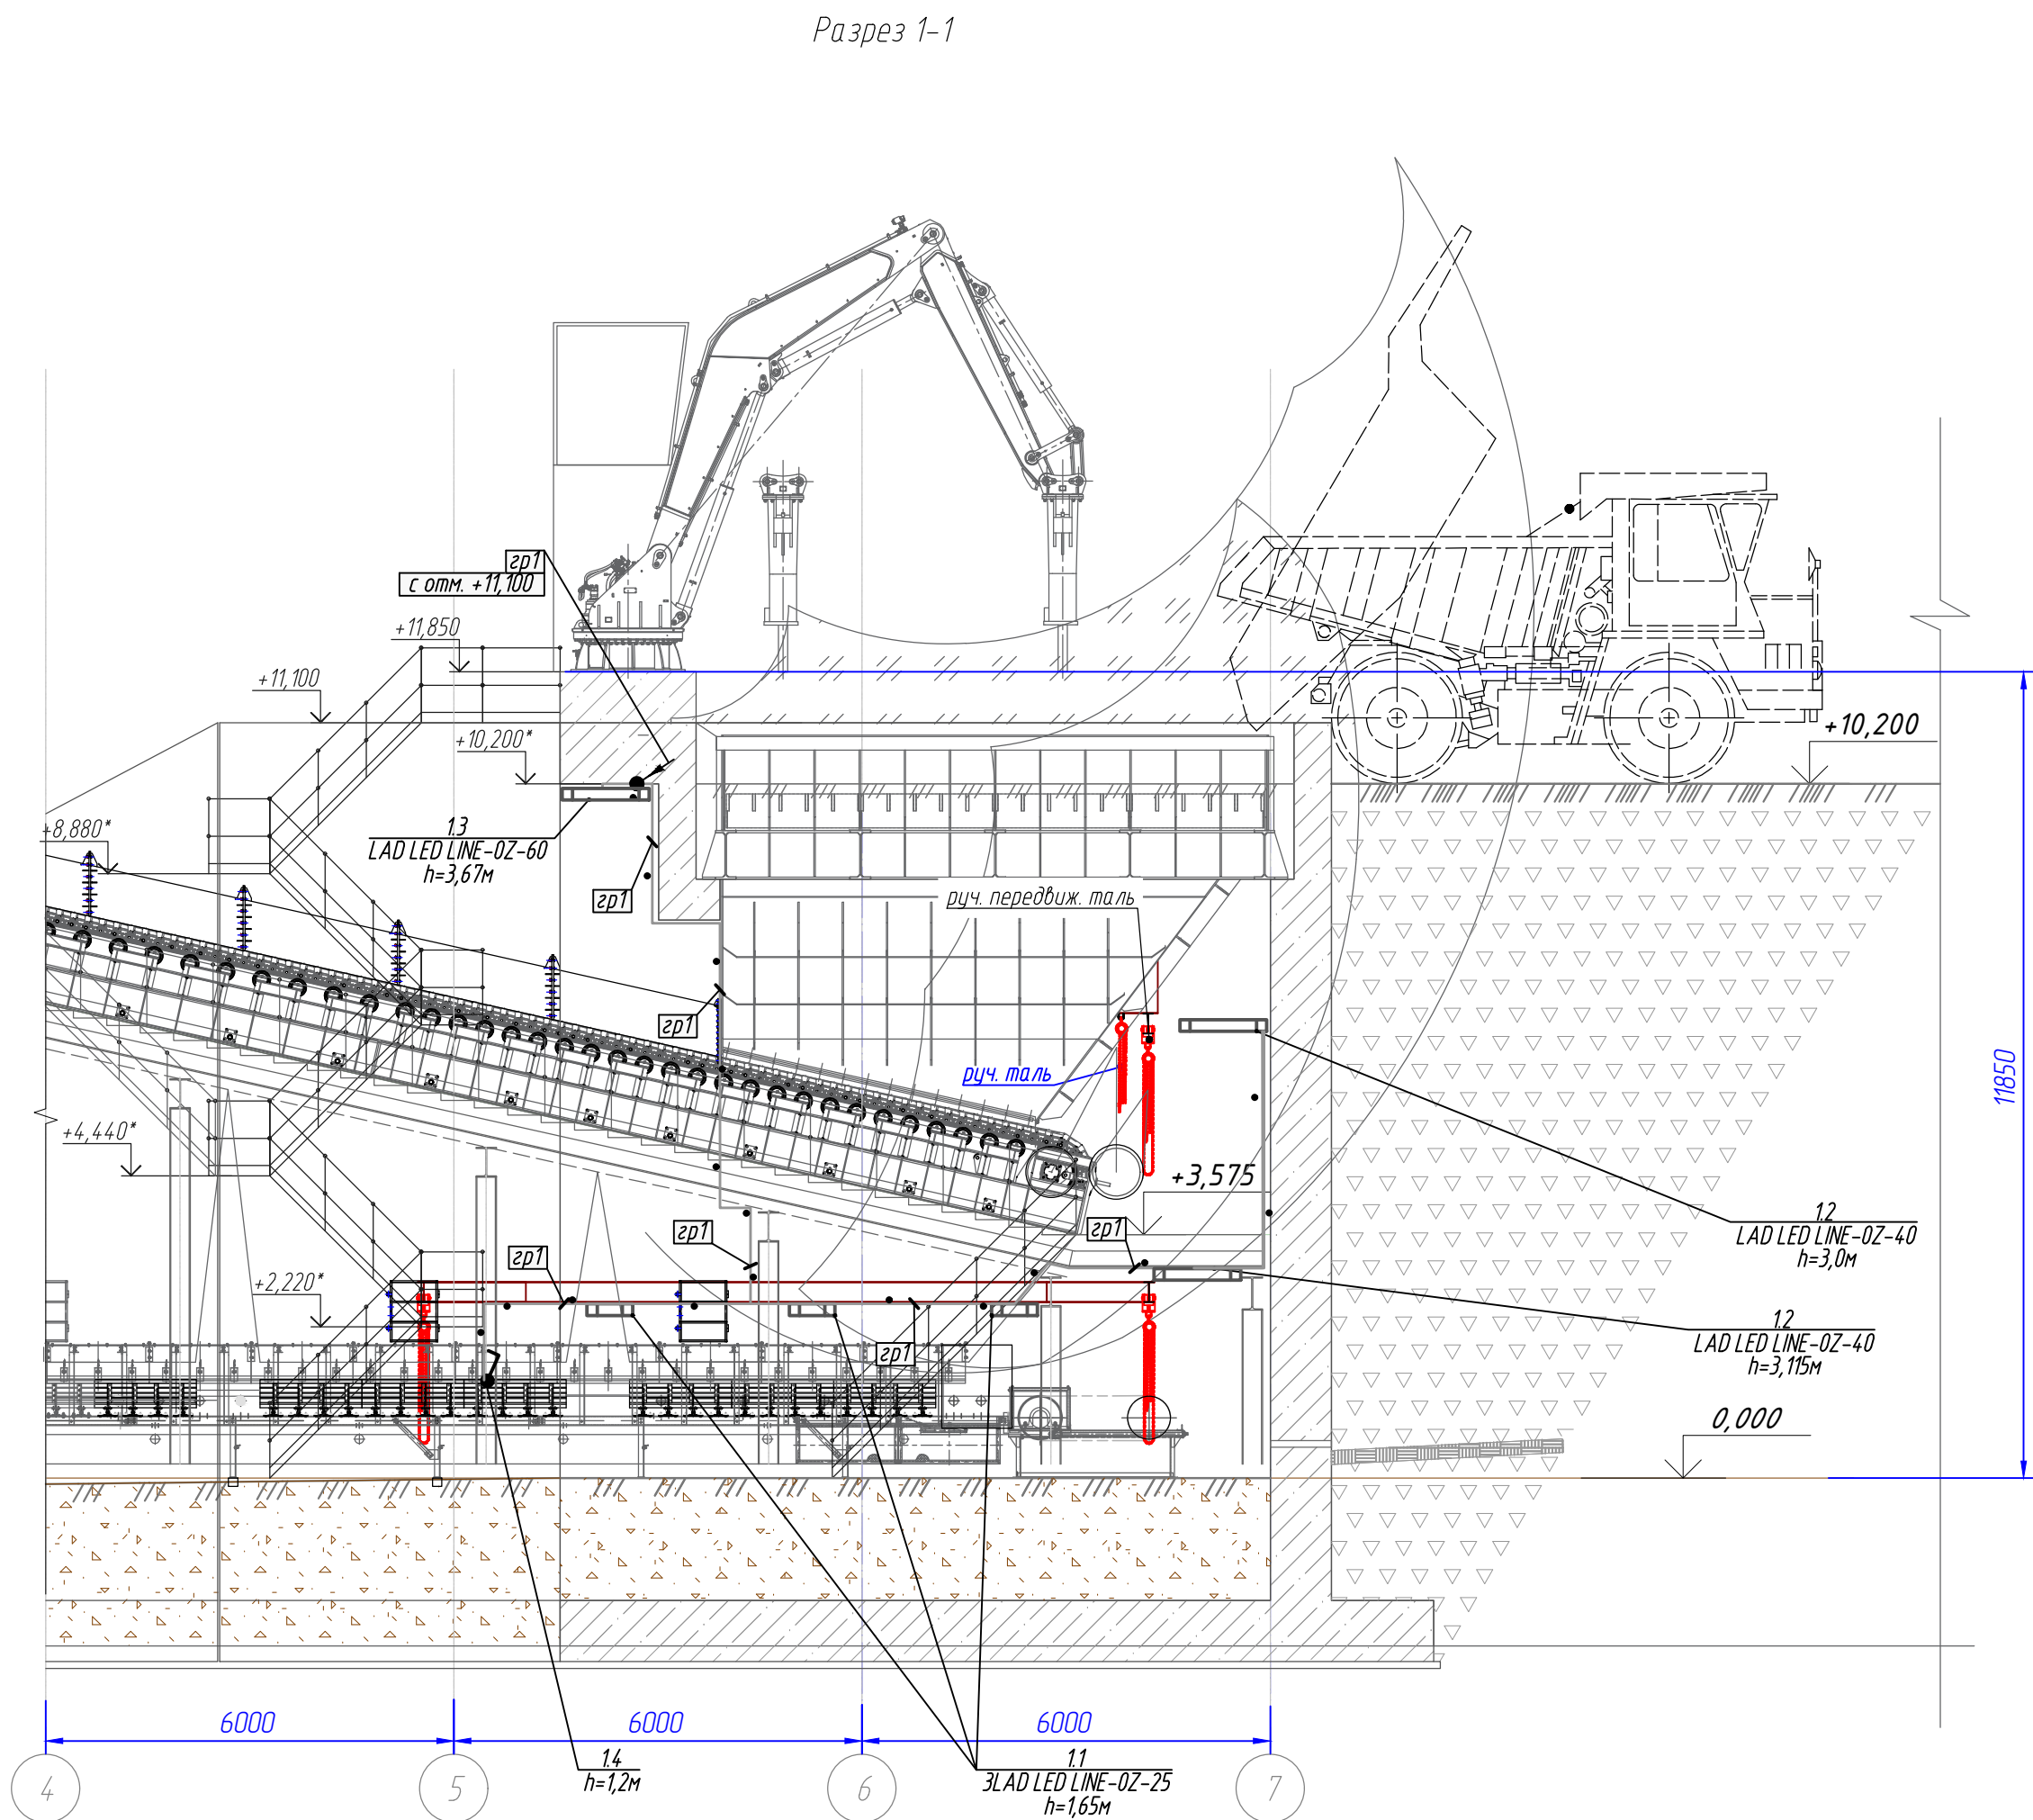 Разрез 1-1
гр1
с отм. +11,100
+11,850
+11,100
+10,200*
+10,200
+8,880*
1.3
LAD LED LINE-OZ-60
h=3,67м
гр1
руч. передвиж. таль
гр1
руч. таль
11850
+4,440*
+3,575
1.2
LAD LED LINE-OZ-40
h=3,0м
гр1
гр1
гр1
+2,220*
1.2
LAD LED LINE-OZ-40
h=3,115м
гр1
0,000
6000
6000
6000
1.4
h=1,2м
1.1
3LAD LED LINE-OZ-25
h=1,65м
4
5
6
7